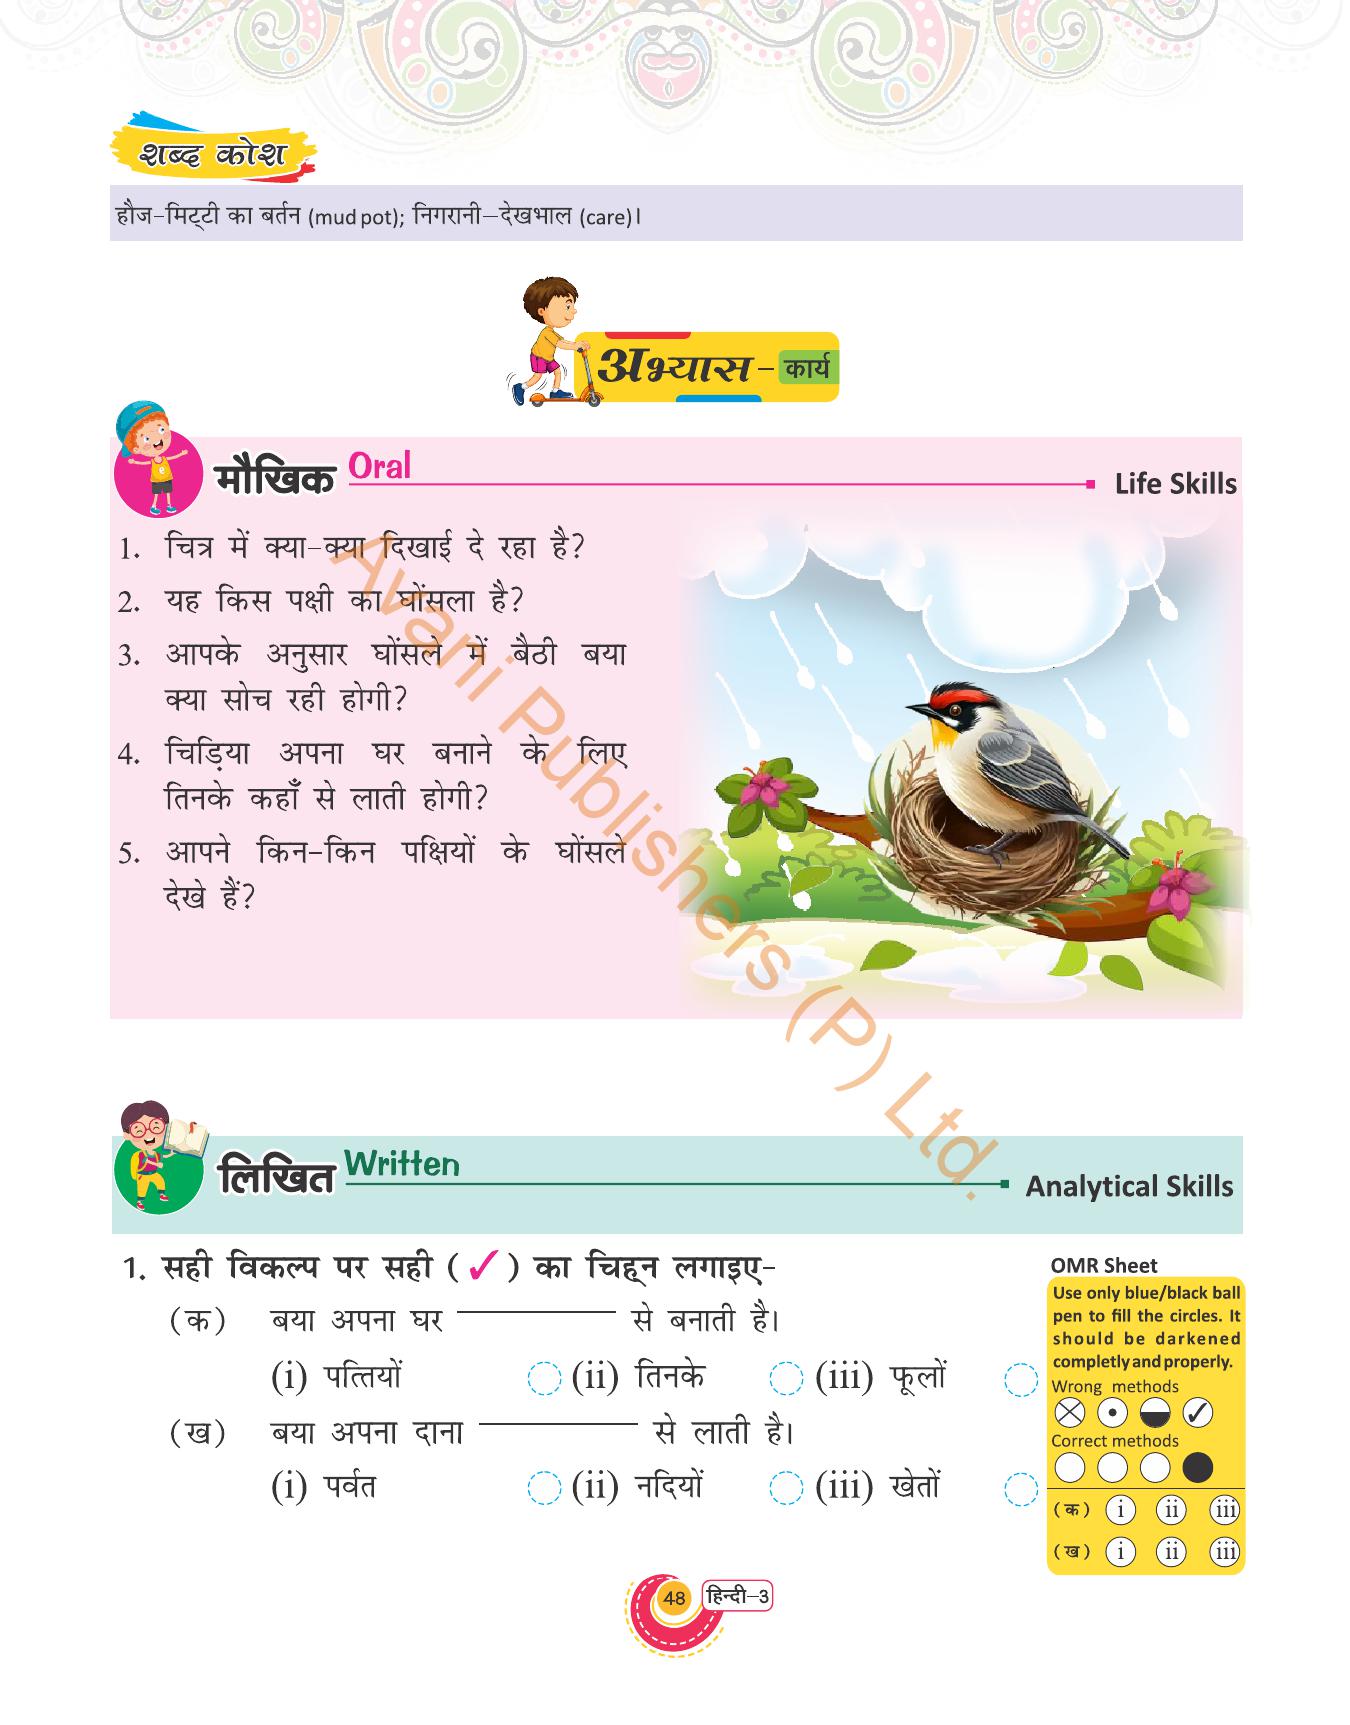 शब्द कोश
हौज-मिट्टी का बर्तन (mud pot); निगरानी-देखभाल (care)।
अभ्यास - कार्य
मौखिक Oral
Life Skills
1. चित्र में क्या-क्या दिखाई दे रहा है?
2. यह किस पक्षी का घोंसला है?
3. आपके अनुसार घोंसले में बैठी बया
क्या सोच रही होगी?
4. चिड़िया अपना घर बनाने के लिए
तिनके कहाँ से लाती होगी?
5. आपने किन-किन पक्षियों के घोंसले
देखे हैं?
Avani Publishers (P) Ltd.
लिखित Written
Analytical Skills
1. सही विकल्प पर सही (✓) का चिह्न लगाइए-
(क) बया अपना घर ____________ से बनाती है।
(i) पत्तियों (ii) तिनके (iii) फूलों
(ख) बया अपना दाना ____________ से लाती है।
(i) पर्वत (ii) नदियों (iii) खेतों
OMR Sheet
Use only blue/black ball
pen to fill the circles. It
should be darkened
completly and properly.
Wrong methods
Correct methods
(क) i ii iii
(ख) i ii iii
48 हिन्दी-3